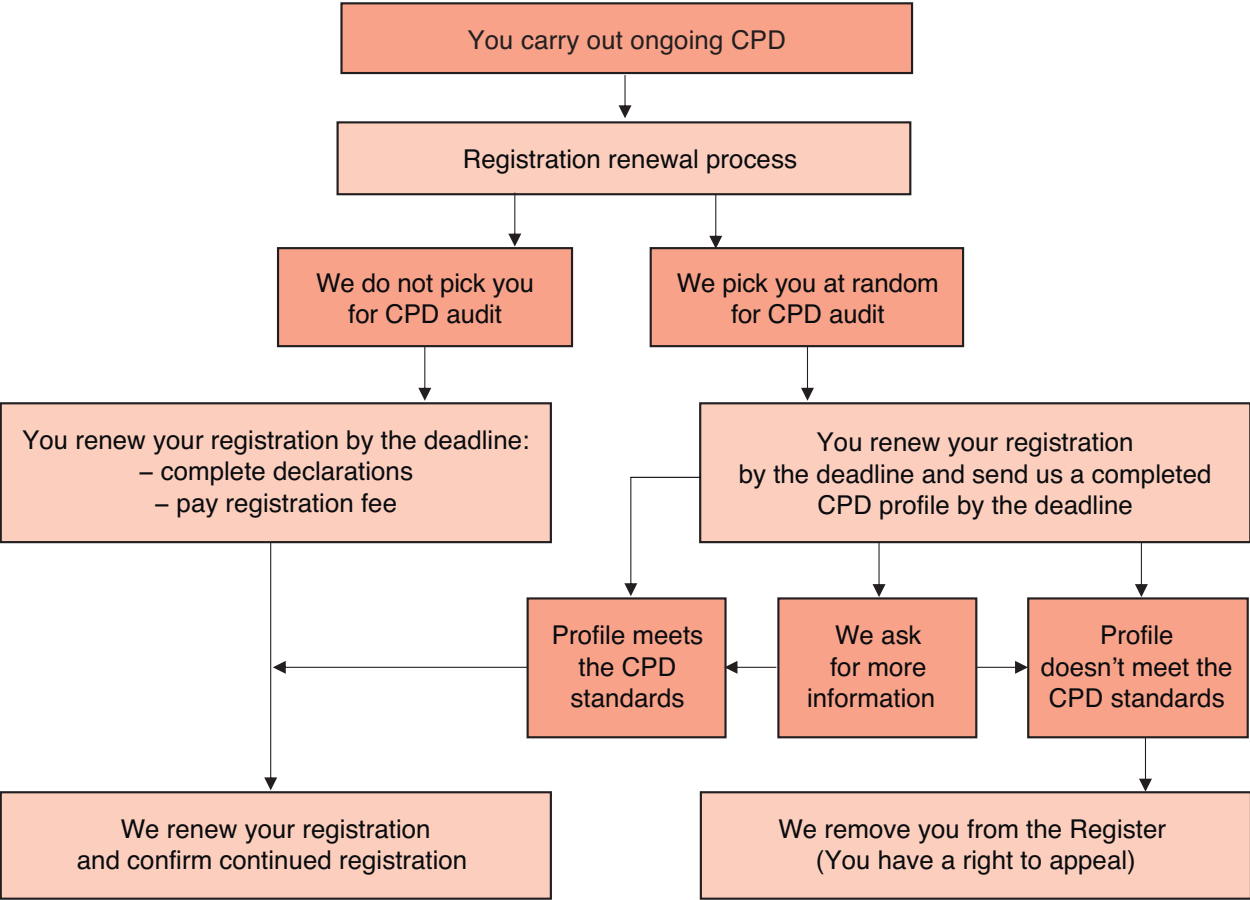 You carry out ongoing CPD
Registration renewal process
We do not pick you
for CPD audit
We pick you at random
for CPD audit
You renew your registration by the deadline:
– complete declarations
– pay registration fee
You renew your registration
by the deadline and send us a completed
CPD profile by the deadline
Profile meets
the CPD
standards
We ask
for more
information
Profile
doesn't meet the
CPD standards
We renew your registration
and confirm continued registration
We remove you from the Register
(You have a right to appeal)